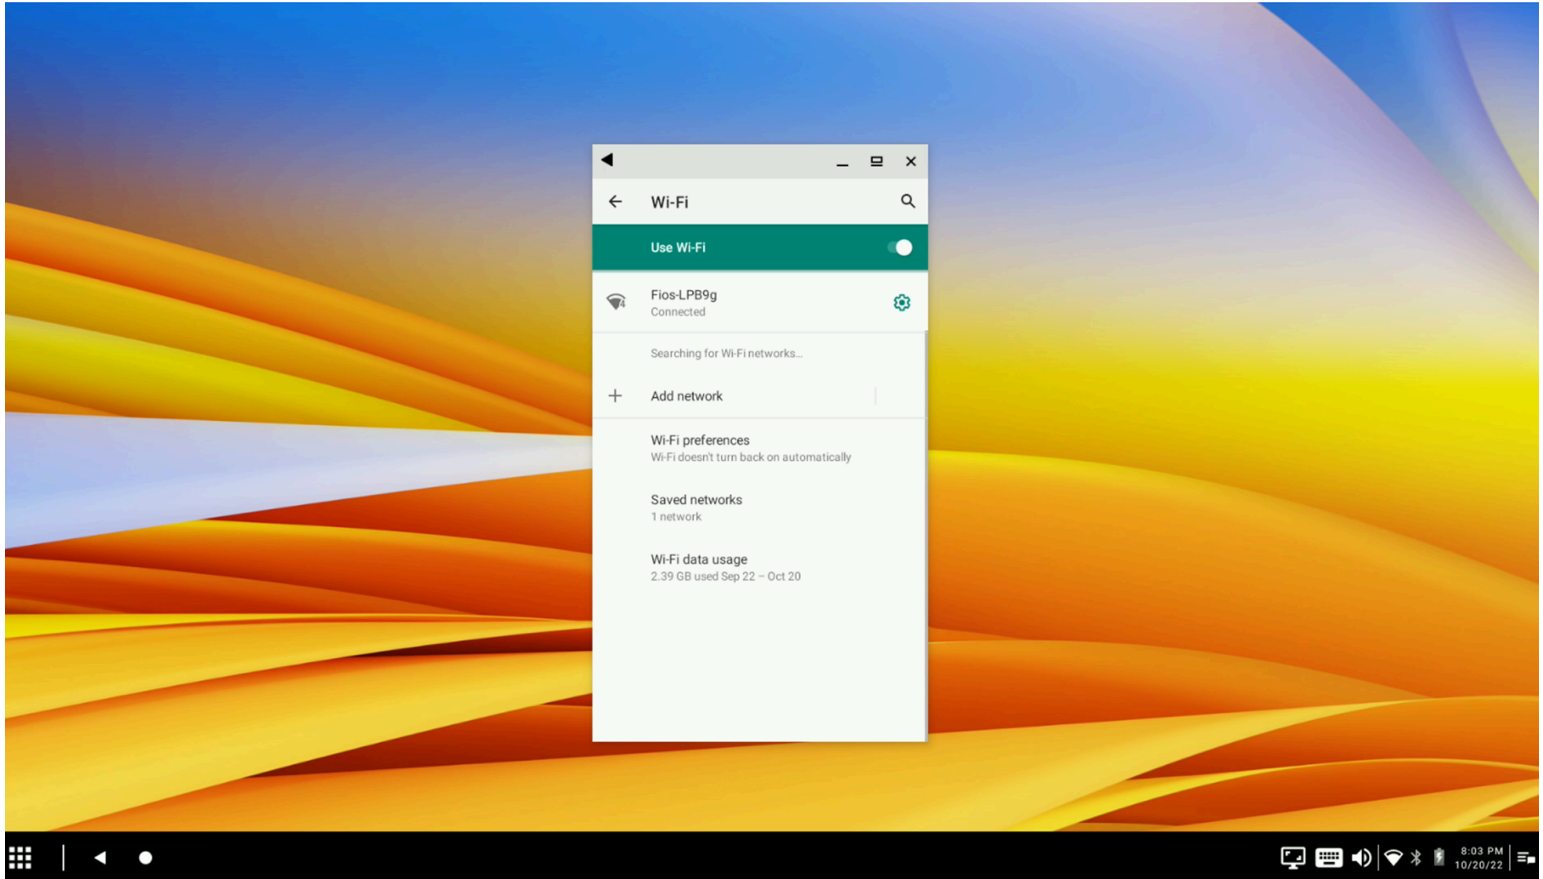 Wi-Fi
Use Wi-Fi
Fios-LPB9g
Connected
Searching for Wi-Fi networks...
Add network
Wi-Fi preferences
Wi-Fi doesn't turn back on automatically
Saved networks
1 network
Wi-Fi data usage
2.39 GB used Sep 22 – Oct 20
8:03 PM
10/20/22